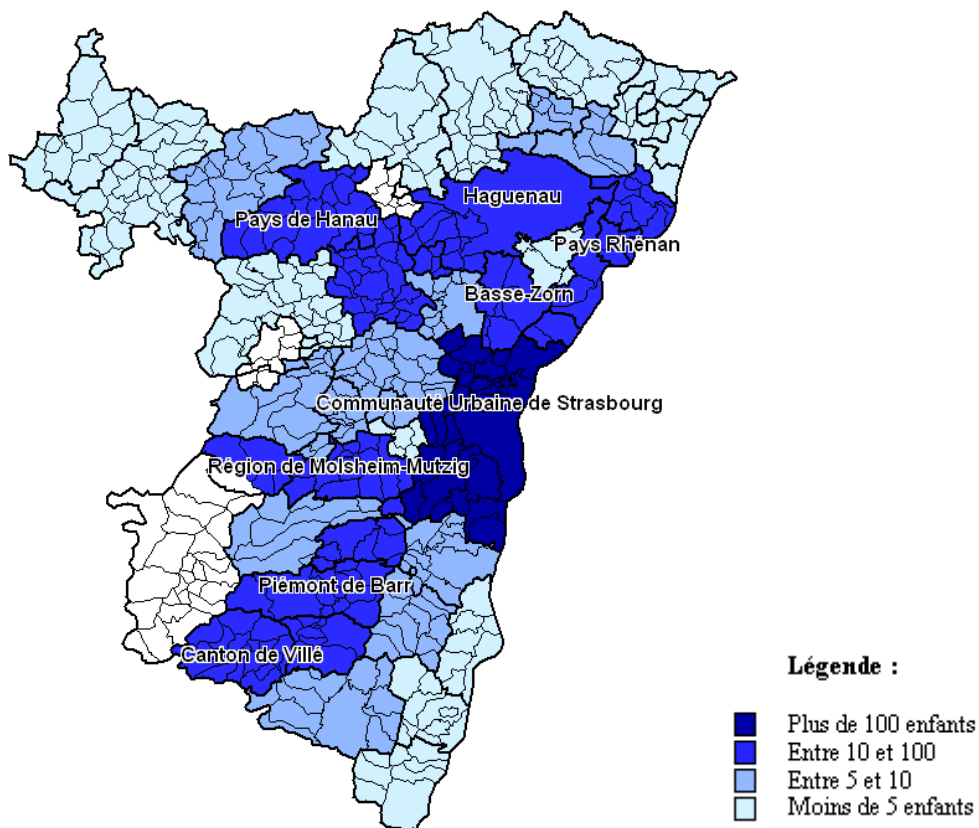 Haguenau
Pays de Hanau
Pays Rhénan
Basse-Zorn
Communauté Urbaine de Strasbourg
Région de Molsheim-Mutzig
Piémont de Barr
Canton de Villé
Légende :
Plus de 100 enfants
Entre 10 et 100
Entre 5 et 10
Moins de 5 enfants